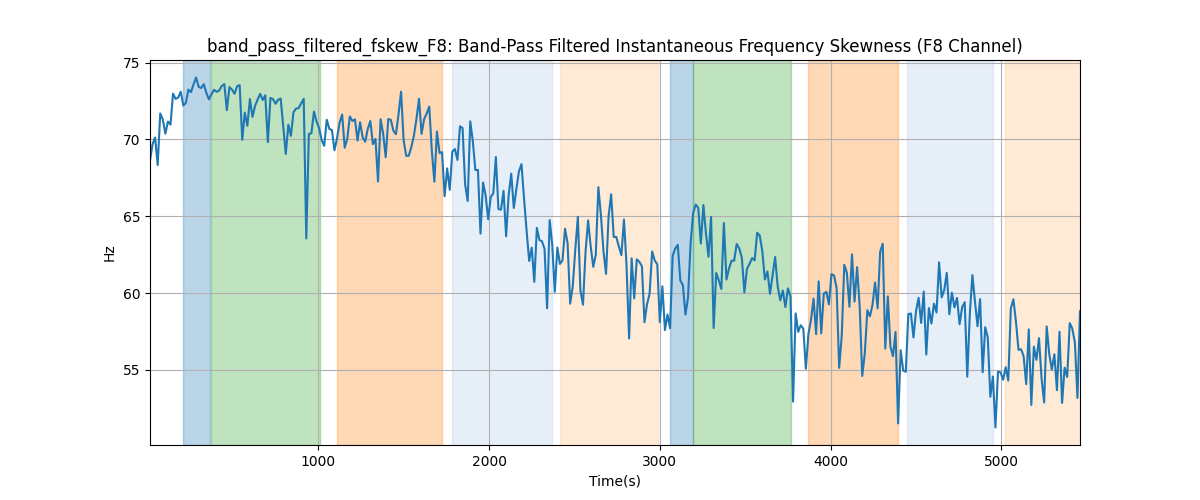 band_pass_filtered_fskew_F8: Band-Pass Filtered Instantaneous Frequency Skewness (F8 Channel)
75
70
65
60
55
Hz
1000 2000 3000 4000 5000
Time(s)